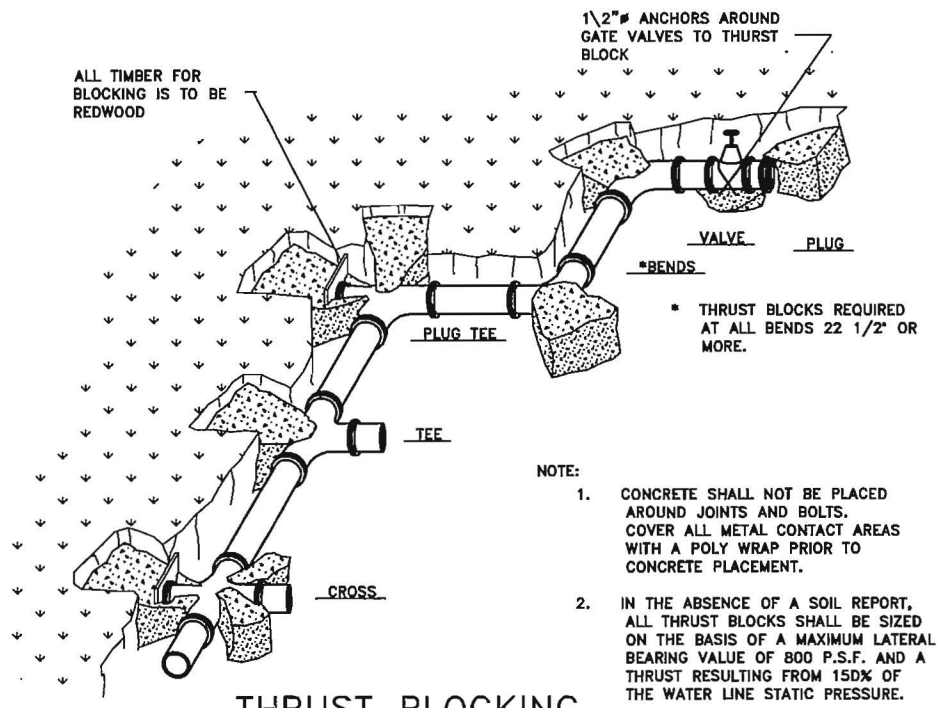 1\2"ø ANCHORS AROUND
GATE VALVES TO THURST
BLOCK
ALL TIMBER FOR
BLOCKING IS TO BE
REDWOOD
VALVE
PLUG
*BENDS
* THRUST BLOCKS REQUIRED
AT ALL BENDS 22 1/2° OR
MORE.
PLUG TEE
TEE
CROSS
NOTE:
1. CONCRETE SHALL NOT BE PLACED
AROUND JOINTS AND BOLTS.
COVER ALL METAL CONTACT AREAS
WITH A POLY WRAP PRIOR TO
CONCRETE PLACEMENT.
2. IN THE ABSENCE OF A SOIL REPORT,
ALL THRUST BLOCKS SHALL BE SIZED
ON THE BASIS OF A MAXIMUM LATERAL
BEARING VALUE OF 800 P.S.F. AND A
THRUST RESULTING FROM 150% OF
THE WATER LINE STATIC PRESSURE.
THRUST BLOCKING